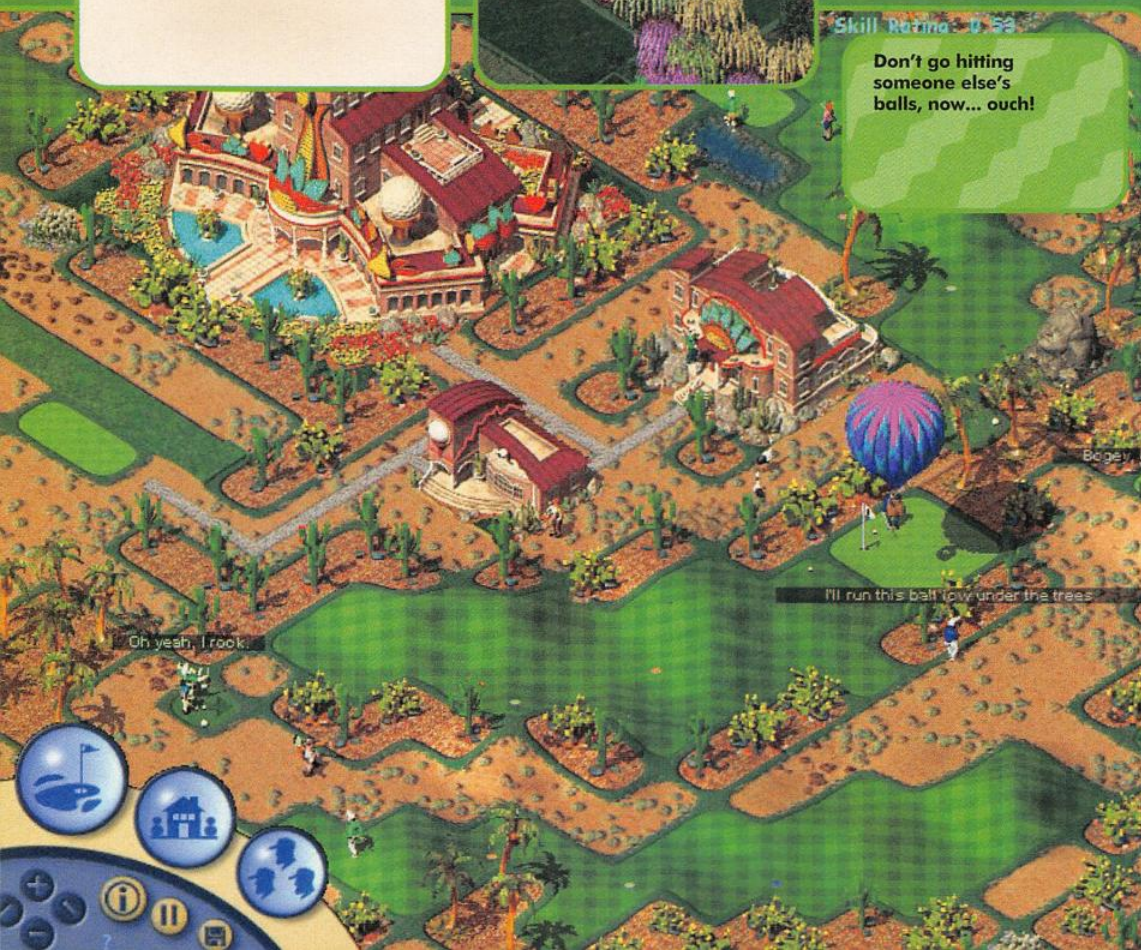 Skill Rating: 0.53
Don't go hitting
someone else's
balls, now... ouch!
Bogey
I'll run this ball low under the trees
Oh yeah, I rook.
i
?